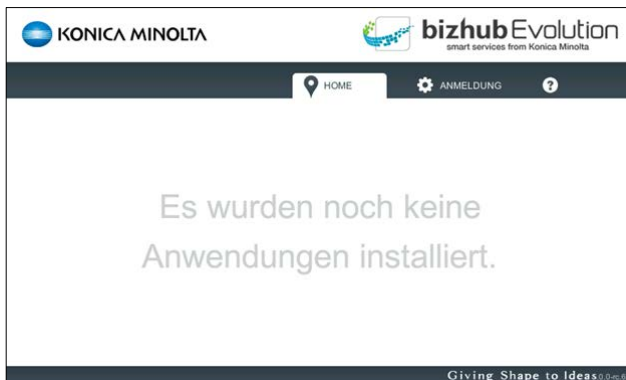 KONICA MINOLTA
bizhub Evolution
smart services from Konica Minolta
HOME
ANMELDUNG
?
Es wurden noch keine
Anwendungen installiert.
Giving Shape to Ideas